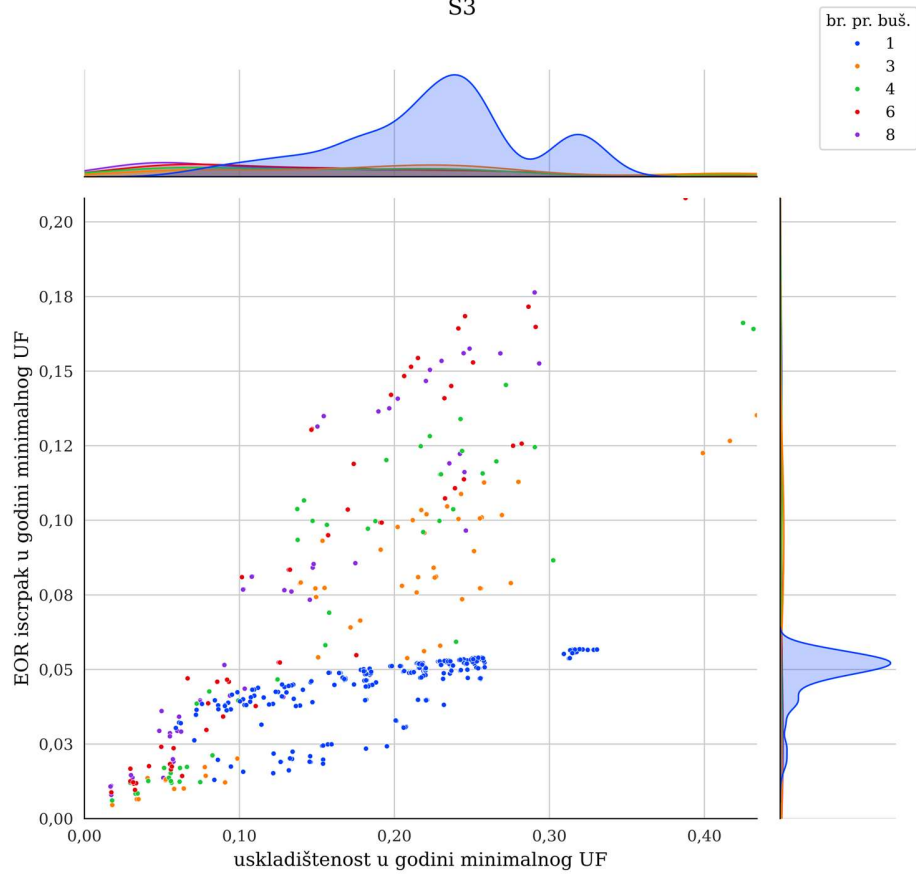 S3
br. pr. buš.
1
3
4
6
8
EOR iscrpak u godini minimalnog UF
0,20
0,18
0,15
0,12
0,10
0,08
0,05
0,03
0,00
0,00 0,10 0,20 0,30 0,40
uskladištenost u godini minimalnog UF